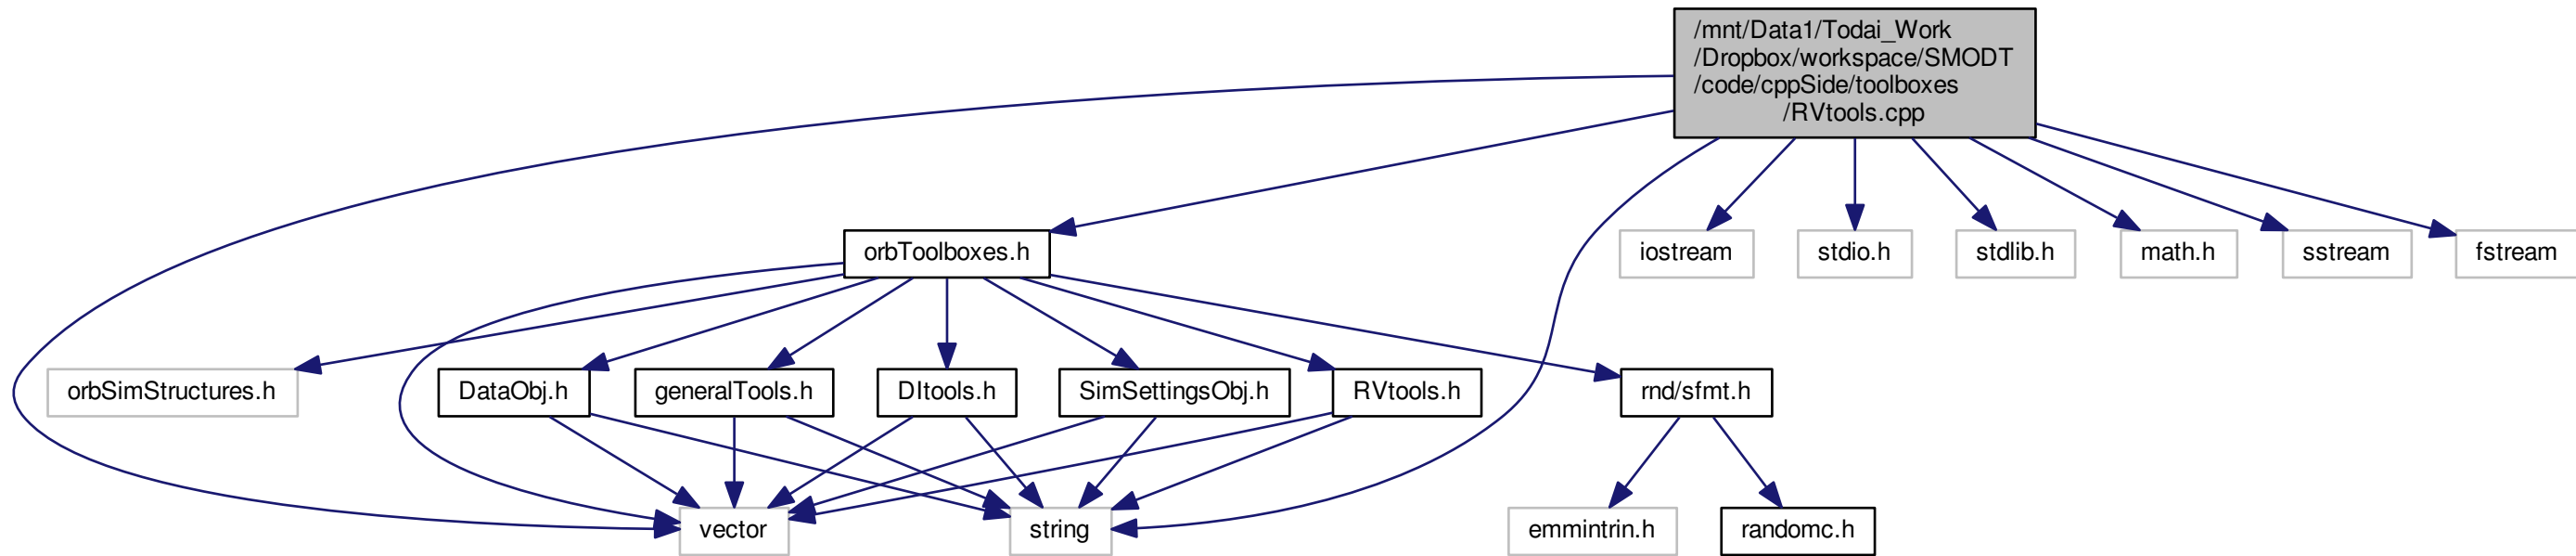 /mnt/Data1/Todai_Work
/Dropbox/workspace/SMODT
/code/cppSide/toolboxes
/RVtools.cpp
orbToolboxes.h
iostream
stdio.h
stdlib.h
math.h
sstream
fstream
orbSimStructures.h
DataObj.h
generalTools.h
DItools.h
SimSettingsObj.h
RVtools.h
rnd/sfmt.h
vector
string
emmintrin.h
randomc.h